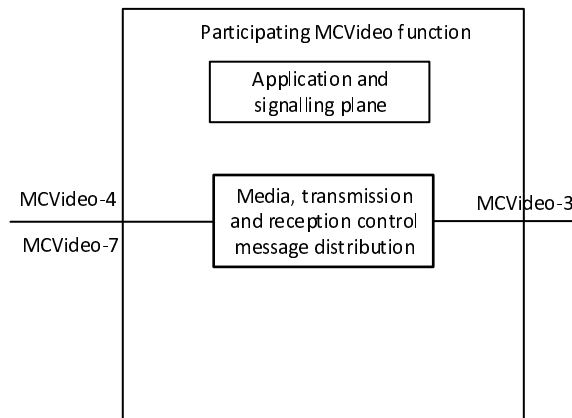 Participating MCVideo function
Application and
signalling plane
MCVideo-4
MCVideo-7
Media, transmission
and reception control
message distribution
MCVideo-3